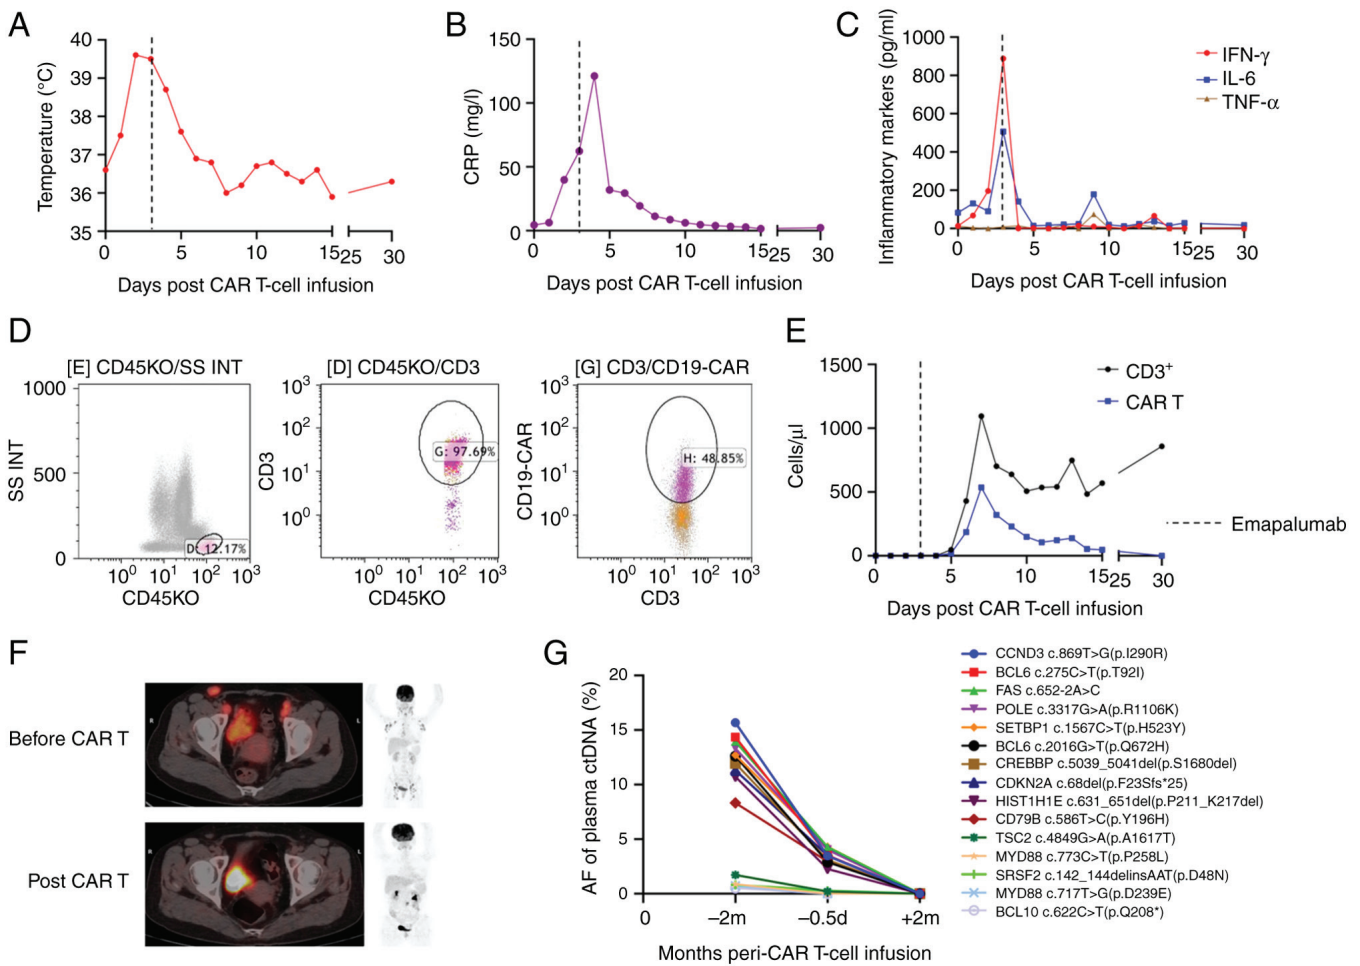 A
Temperature (°C)
40
39
38
37
36
35
0
5
10
15
25
30
Days post CAR T-cell infusion
B
CRP (mg/l)
150
100
50
0
0
5
10
15
25
30
Days post CAR T-cell infusion
C
Inflammatory markers (pg/ml)
1000
800
600
400
200
0
0
5
10
15
25
30
Days post CAR T-cell infusion
IFN-γ
IL-6
TNF-α
D
[E] CD45KO/SS INT
SS INT
1000
500
0
D: 12.17%
10⁰ 10¹ 10² 10³
CD45KO
[D] CD45KO/CD3
CD3
10³
10²
10¹
10⁰
G: 97.69%
10⁰ 10¹ 10² 10³
CD45KO
[G] CD3/CD19-CAR
CD19-CAR
10³
10²
10¹
10⁰
H: 48.85%
10⁰ 10¹ 10² 10³
CD3
E
Cells/µl
1500
1000
500
0
0
5
10
15
25
30
Days post CAR T-cell infusion
CD3⁺
CAR T
Emapalumab
F
Before CAR T
R
L
Post CAR T
R
L
G
AF of plasma ctDNA (%)
20
15
10
5
0
0
−2m
−0.5d
+2m
Months peri-CAR T-cell infusion
CCND3 c.869T>G(p.I290R)
BCL6 c.275C>T(p.T92I)
FAS c.652-2A>C
POLE c.3317G>A(p.R1106K)
SETBP1 c.1567C>T(p.H523Y)
BCL6 c.2016G>T(p.Q672H)
CREBBP c.5039_5041del(p.S1680del)
CDKN2A c.68del(p.F23Sfs*25)
HIST1H1E c.631_651del(p.P211_K217del)
CD79B c.586T>C(p.Y196H)
TSC2 c.4849G>A(p.A1617T)
MYD88 c.773C>T(p.P258L)
SRSF2 c.142_144delinsAAT(p.D48N)
MYD88 c.717T>G(p.D239E)
BCL10 c.622C>T(p.Q208*)